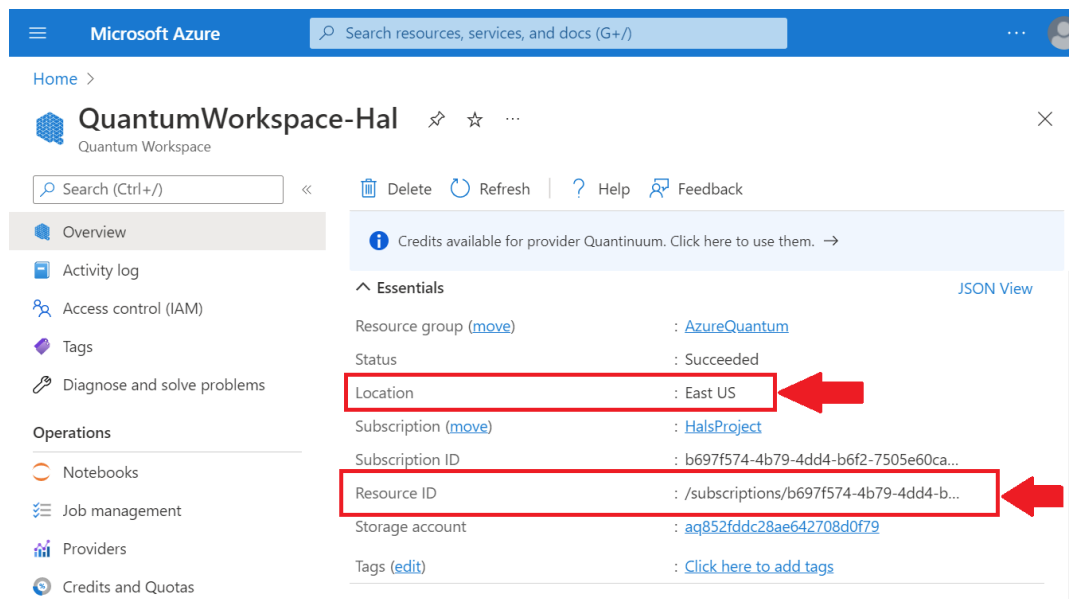 Microsoft Azure
Search resources, services, and docs (G+/)
...
Home >
QuantumWorkspace-Hal ...
Quantum Workspace
Search (Ctrl+/) «
Overview
Activity log
Access control (IAM)
Tags
Diagnose and solve problems
Operations
Notebooks
Job management
Providers
Credits and Quotas
Delete Refresh | ? Help Feedback
Credits available for provider Quantinuum. Click here to use them. →
Essentials JSON View
Resource group (move) : AzureQuantum
Status : Succeeded
Location : East US
Subscription (move) : HalsProject
Subscription ID : b697f574-4b79-4dd4-b6f2-7505e60ca...
Resource ID : /subscriptions/b697f574-4b79-4dd4-b...
Storage account : aq852fddc28ae642708d0f79
Tags (edit) : Click here to add tags